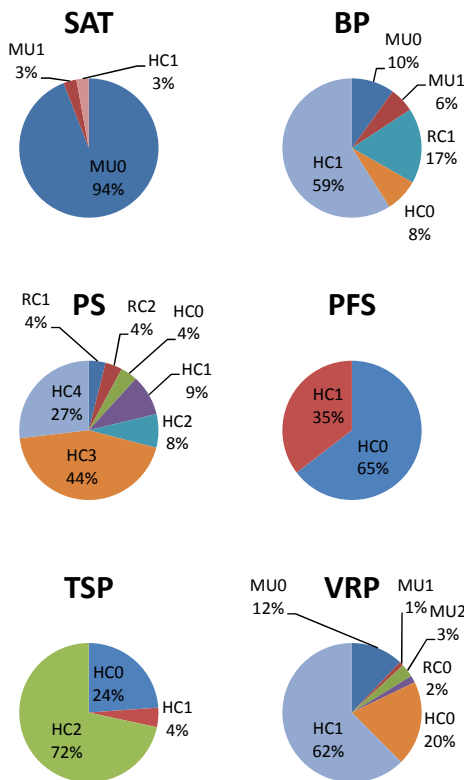 SAT
MU1
3%
HC1
3%
MU0
94%
BP
MU0
10%
MU1
6%
RC1
17%
HC0
8%
HC1
59%
PS
RC1
4%
RC2
4%
HC0
4%
HC1
9%
HC2
8%
HC3
44%
HC4
27%
PFS
HC1
35%
HC0
65%
TSP
HC0
24%
HC1
4%
HC2
72%
VRP
MU0
12%
MU1
1%
MU2
3%
RC0
2%
HC0
20%
HC1
62%